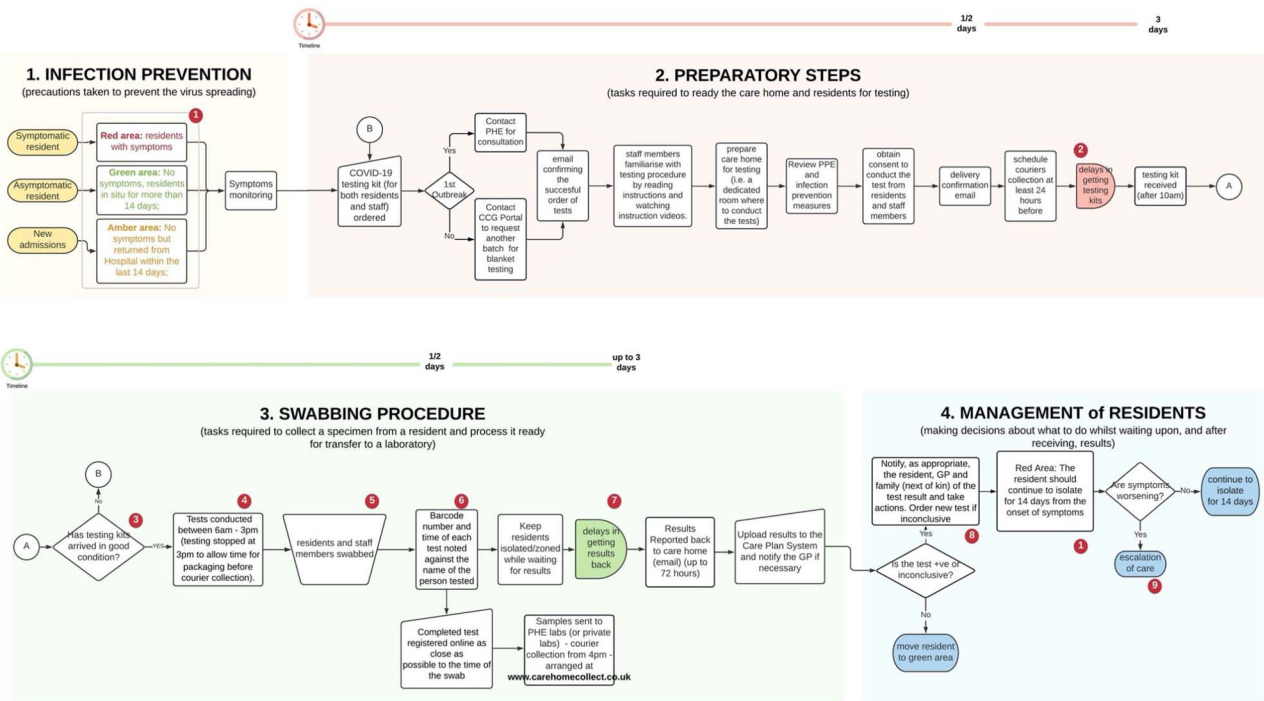 1/2
days
3
days
Timeline
1. INFECTION PREVENTION
(precautions taken to prevent the virus spreading)
1
Symptomatic
resident
Red area: residents
with symptoms
Asymptomatic
resident
Green area: No
symptoms, residents
in situ for more than
14 days;
New
admissions
Amber area: No
symptoms but
returned from
Hospital within the
last 14 days;
Symptoms
monitoring
2. PREPARATORY STEPS
(tasks required to ready the care home and residents for testing)
B
COVID-19
testing kit (for
both residents
and staff)
ordered
1st
Outbreak
Yes
No
Contact
PHE for
consultation
Contact
CCG Portal
to request
another
batch for
blanket
testing
email
confirming
the
succesful
order of
tests
staff members
familiarise with
testing procedure
by reading
instructions and
watching
instruction videos.
prepare
care home
for testing
(i.e. a
dedicated
room where
to conduct
the tests)
Review PPE
and
infection
prevention
measures
obtain
consent to
conduct the
test from
residents
and staff
members
delivery
confirmation
email
schedule
couriers
collection at
least 24
hours
before
2
delays in
getting
testing
kits
testing kit
received
(after 10am)
A
1/2
days
up to 3
days
Timeline
3. SWABBING PROCEDURE
(tasks required to collect a specimen from a resident and process it ready
for transfer to a laboratory)
B
No
A
Has testing kits
arrived in good
condition?
3
YES
4
Tests conducted
between 6am - 3pm
(testing stopped at
3pm to allow time for
packaging before
courier collection).
5
residents and staff
members swabbed
6
Barcode
number and
time of each
test noted
against the
name of the
person tested
Completed test
registered online as
close as
possible to the time of
the swab
Samples sent to
PHE labs (or private
labs) - courier
collection from 4pm -
arranged at
www.carehomecollect.co.uk
Keep
residents
isolated/zoned
while waiting
for results
7
delays in
getting
results
back
Results
Reported back
to care home
(email) (up to
72 hours)
Upload results to the
Care Plan System
and notify the GP if
necessary
4. MANAGEMENT of RESIDENTS
(making decisions about what to do whilst waiting upon, and after
receiving, results)
Notify, as appropriate,
the resident, GP and
family (next of kin) of
the test result and take
actions. Order new test if
inconclusive
Yes
8
Is the test +ve or
inconclusive?
No
move resident
to green area
Red Area: The
resident should
continue to isolate
for 14 days from the
onset of symptoms
1
Are symptoms
worsening?
No
continue to
isolate
for 14 days
Yes
escalation
of care
9